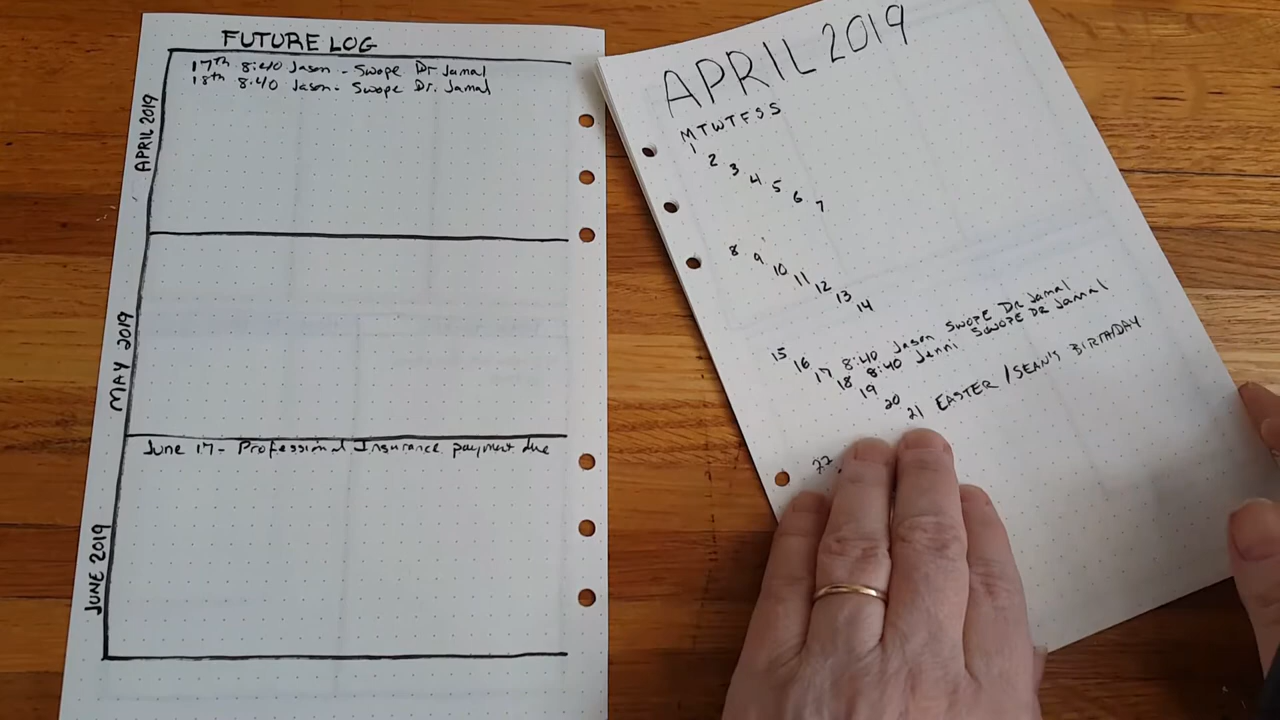 FUTURE LOG
APRIL 2019
17th 8:40 Jason - Swope Dr Jamal
18th 8:40 Jason - Swope Dr. Jamal
MAY 2019
JUNE 2019
June 17 - Professional Insurance payment due
APRIL 2019
M T W T F S S
1
2
3
4
5
6
7
8
9
10
11
12
13
14
15
16
17 8:40 Jason SWOPE DR Jamal
18 8:40 Jenni SWOPE DR Jamal
19
20
21 EASTER / SEAN'S BIRTHDAY
22